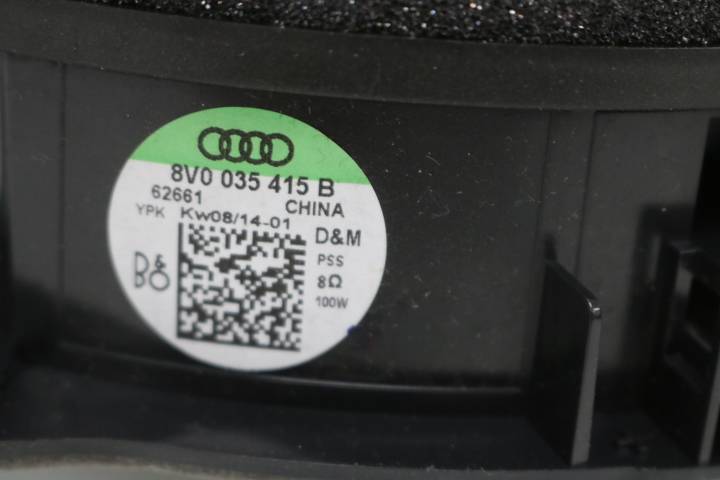 8V0 035 415 B
62661 CHINA
YPK Kw08/14-01
D&M
B&O
PSS
8Ω
100W